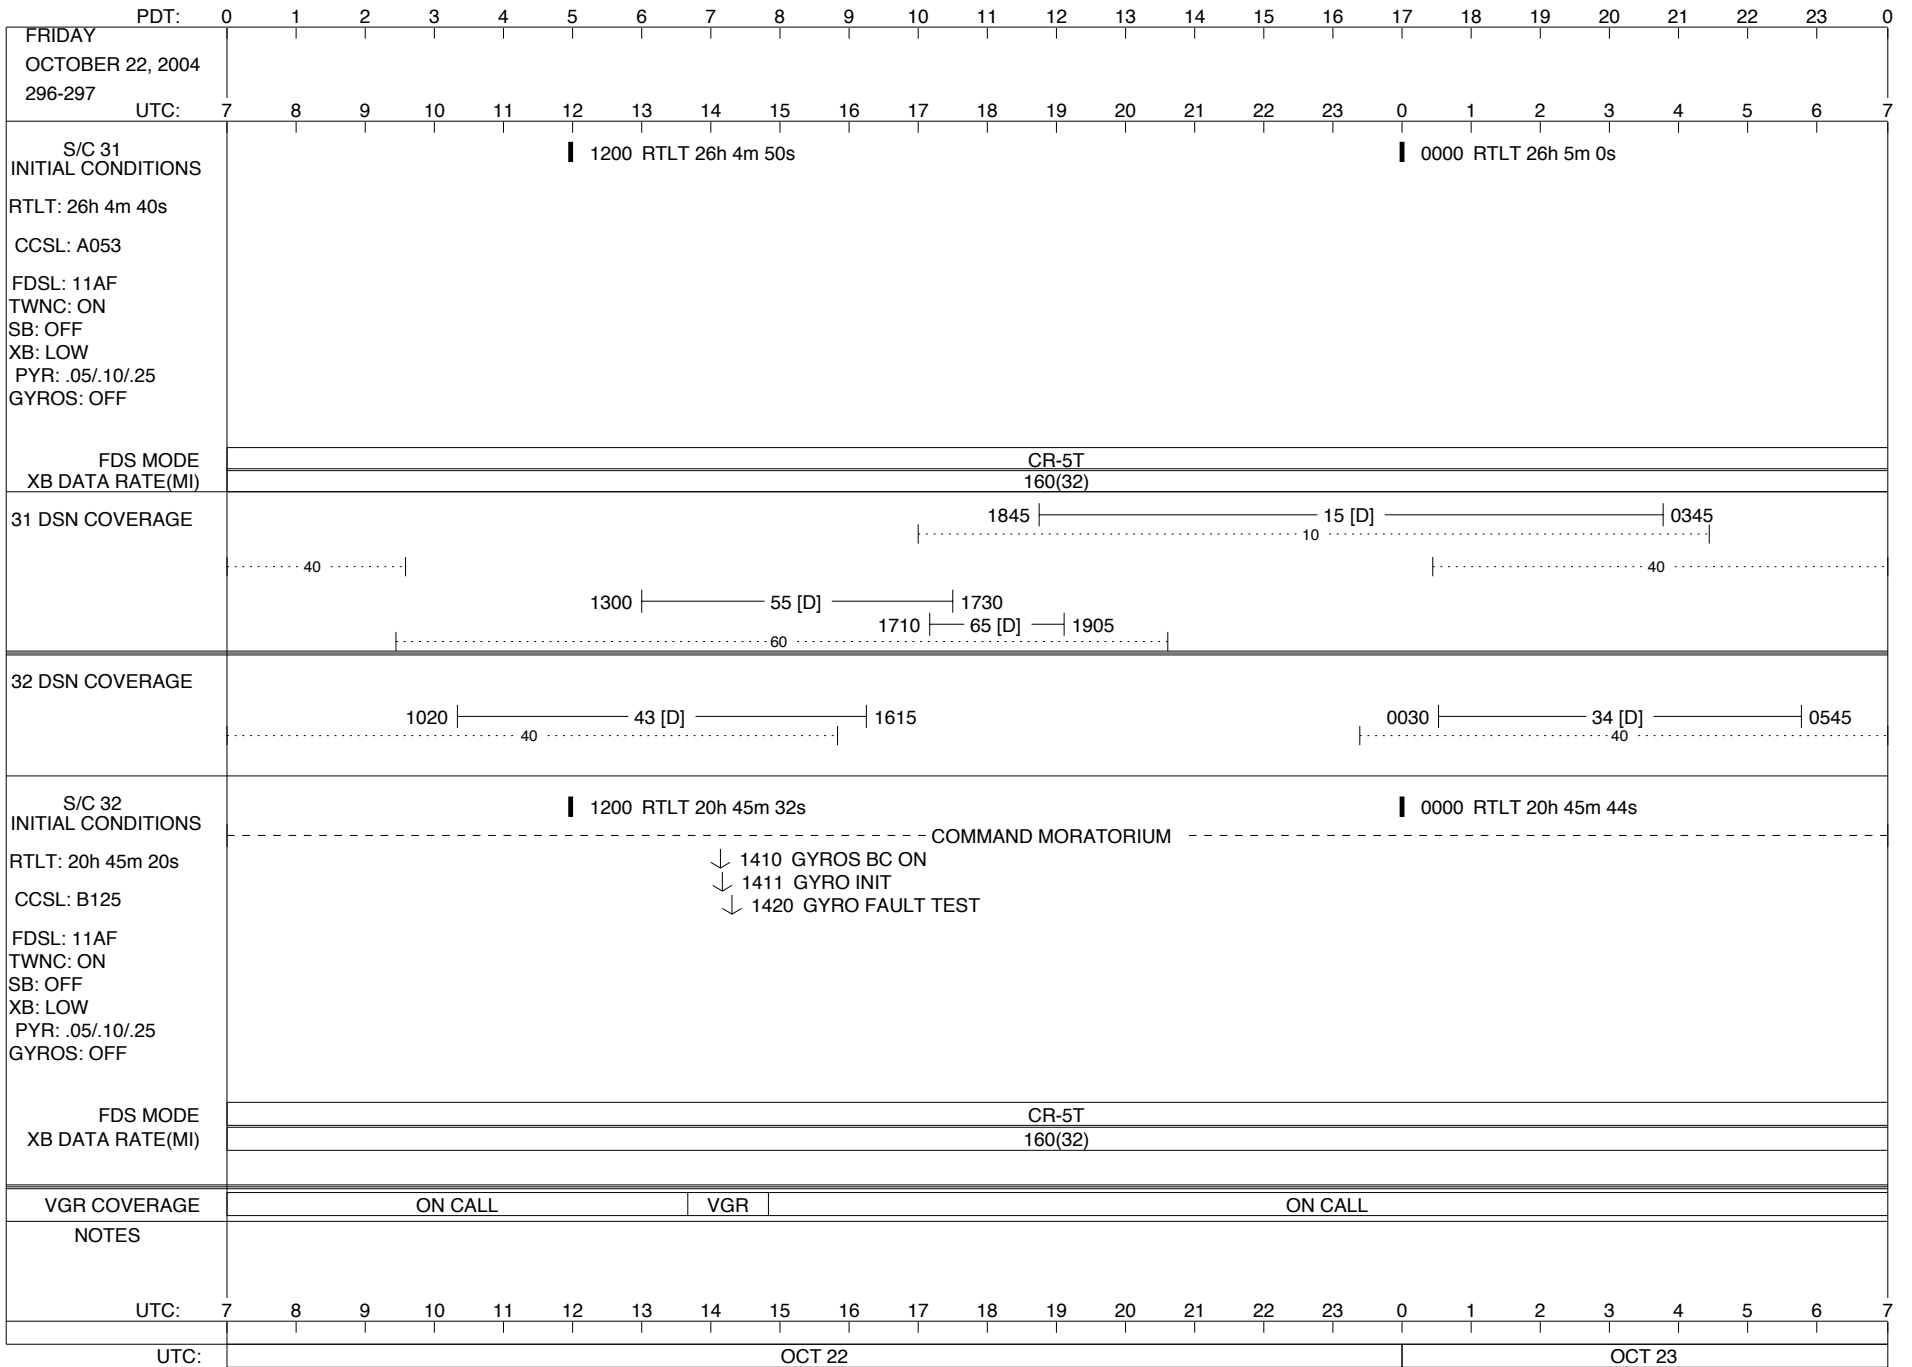 PDT: 0 1 2 3 4 5 6 7 8 9 10 11 12 13 14 15 16 17 18 19 20 21 22 23 0
FRIDAY
OCTOBER 22, 2004
296-297
UTC: 7 8 9 10 11 12 13 14 15 16 17 18 19 20 21 22 23 0 1 2 3 4 5 6 7
S/C 31
INITIAL CONDITIONS
1200 RTLT 26h 4m 50s
0000 RTLT 26h 5m 0s
RTLT: 26h 4m 40s
CCSL: A053
FDSL: 11AF
TWNC: ON
SB: OFF
XB: LOW
PYR: .05/.10/.25
GYROS: OFF
FDS MODE CR-5T
XB DATA RATE(MI) 160(32)
31 DSN COVERAGE
1845 15 [D] 0345
10
40 40
1300 55 [D] 1730
1710 65 [D] 1905
60
32 DSN COVERAGE
1020 43 [D] 1615 0030 34 [D] 0545
40 40
S/C 32
INITIAL CONDITIONS
1200 RTLT 20h 45m 32s
0000 RTLT 20h 45m 44s
COMMAND MORATORIUM
RTLT: 20h 45m 20s
1410 GYROS BC ON
1411 GYRO INIT
1420 GYRO FAULT TEST
CCSL: B125
FDSL: 11AF
TWNC: ON
SB: OFF
XB: LOW
PYR: .05/.10/.25
GYROS: OFF
FDS MODE CR-5T
XB DATA RATE(MI) 160(32)
VGR COVERAGE ON CALL VGR ON CALL
NOTES
UTC: 7 8 9 10 11 12 13 14 15 16 17 18 19 20 21 22 23 0 1 2 3 4 5 6 7
UTC: OCT 22 OCT 23